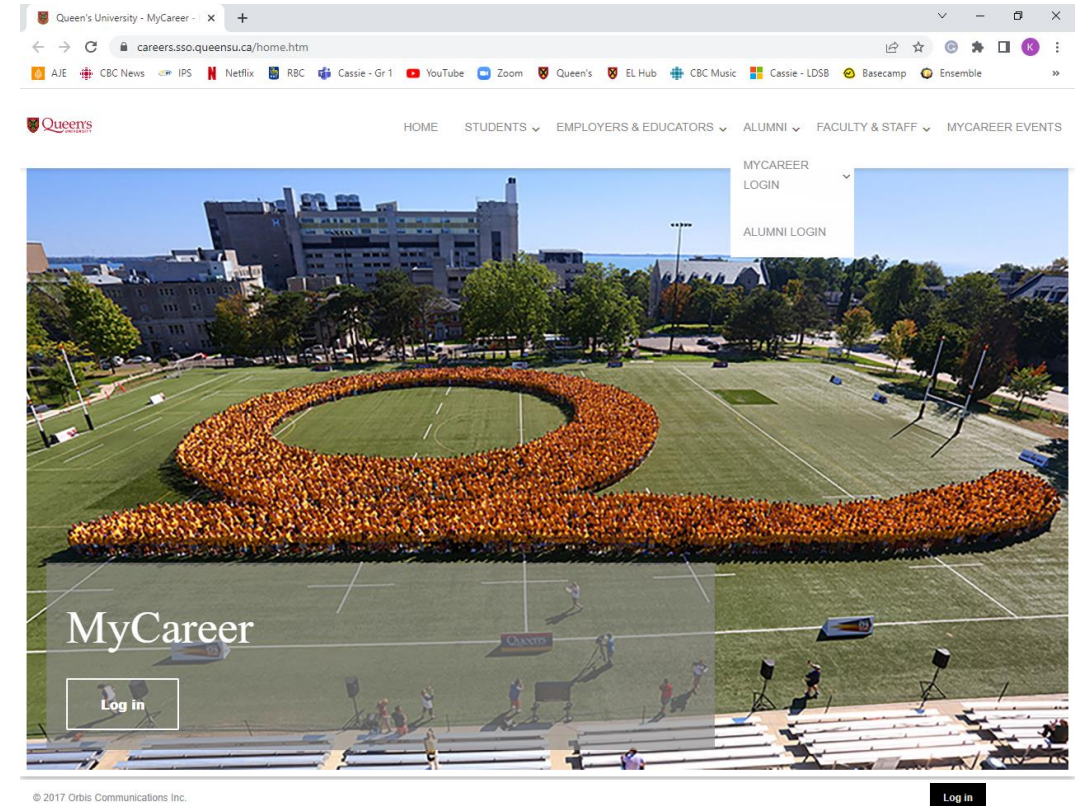 Queen's University - MyCareer -
careers.sso.queensu.ca/home.htm
K
AJE CBC News IPS Netflix RBC Cassie - Gr 1 YouTube Zoom Queen's EL Hub CBC Music Cassie - LDSB Basecamp Ensemble »
Queen's
UNIVERSITY
HOME STUDENTS EMPLOYERS & EDUCATORS ALUMNI FACULTY & STAFF MYCAREER EVENTS
MYCAREER
LOGIN
ALUMNI LOGIN
Queen's
MyCareer
Log in
© 2017 Orbis Communications Inc.
Log in